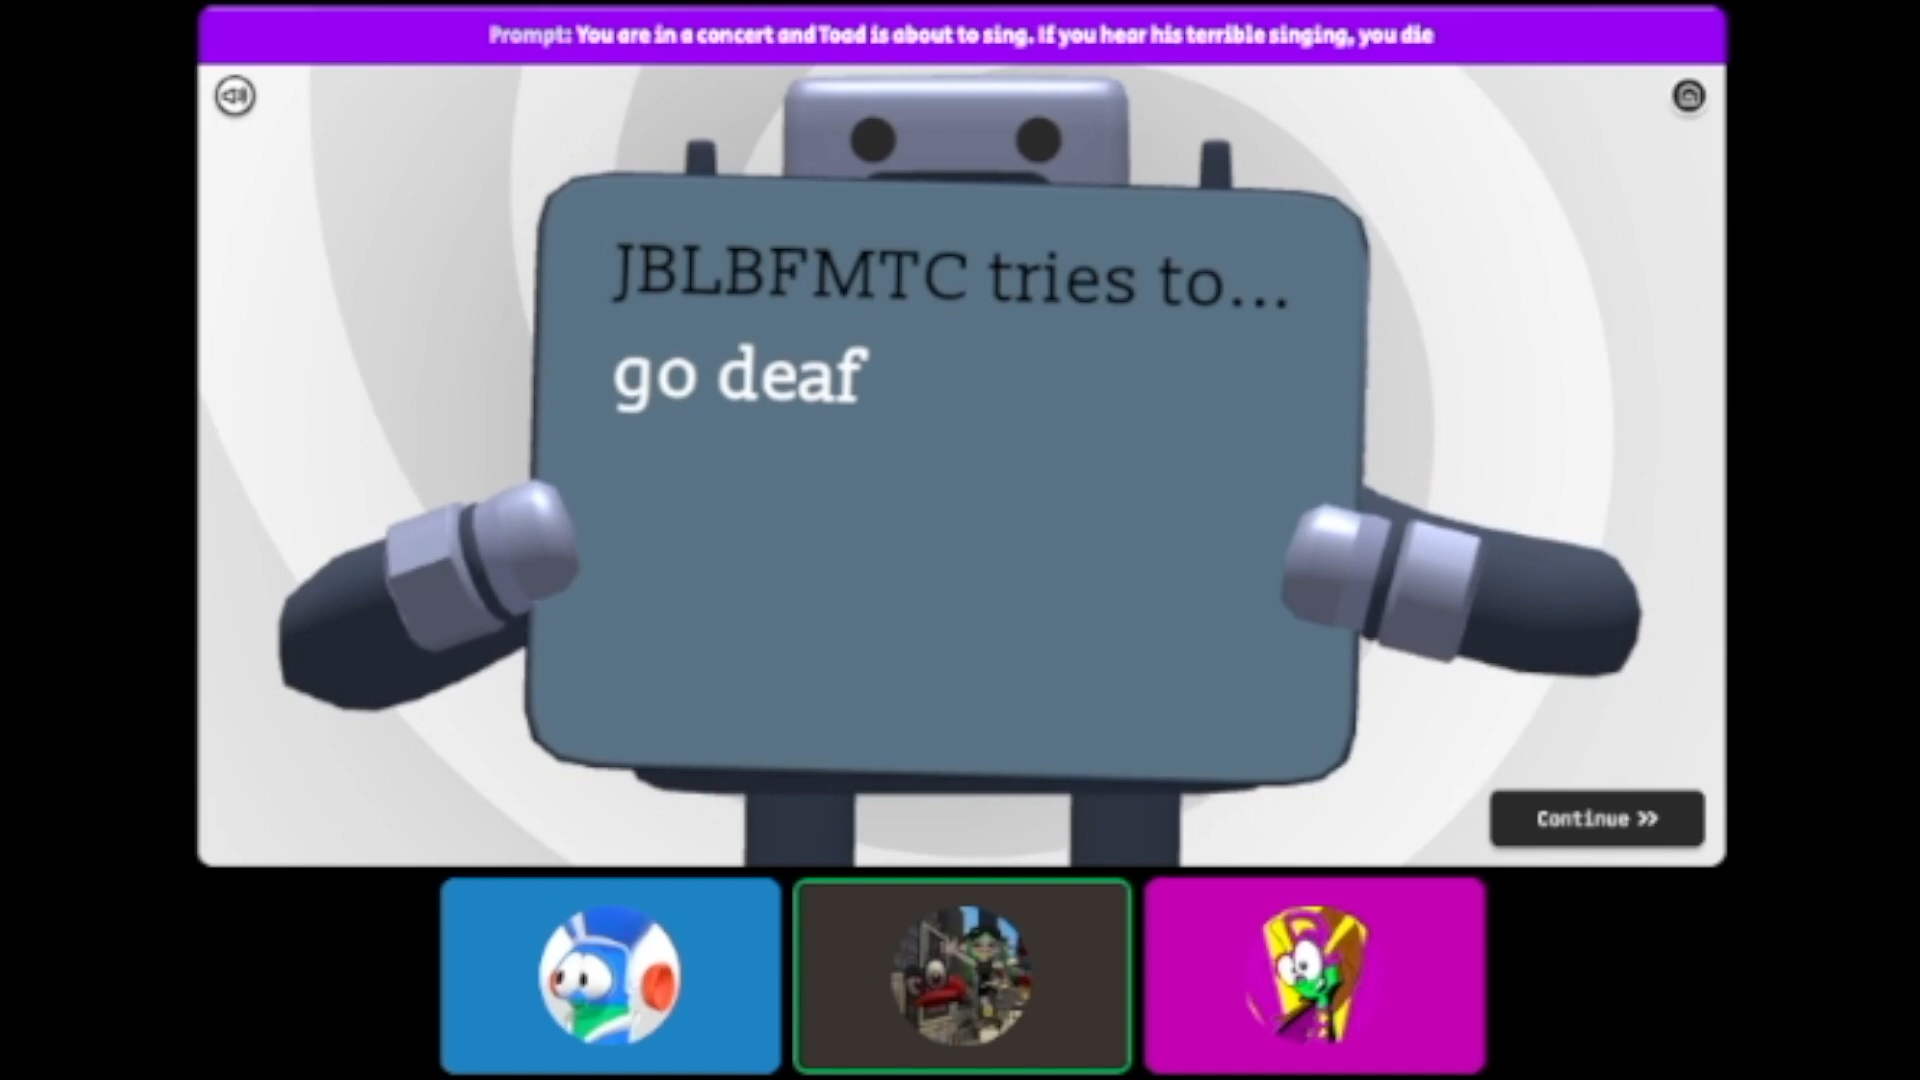 Prompt: You are in a concert and Toad is about to sing. If you hear his terrible singing, you die
JBLBFMTC tries to...
go deaf
Continue »